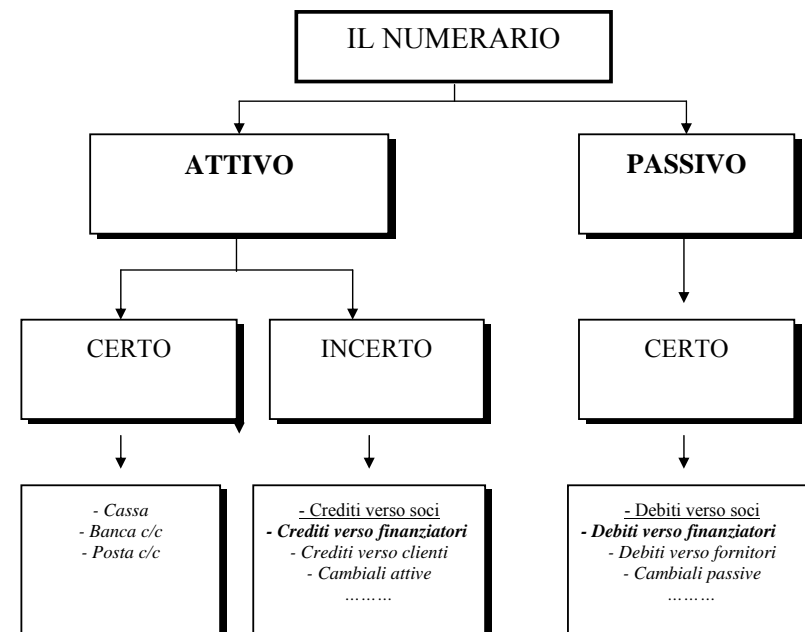 IL NUMERARIO
ATTIVO
PASSIVO
CERTO
INCERTO
CERTO
- Cassa
- Banca c/c
- Posta c/c
- Crediti verso soci
- Crediti verso finanziatori
- Crediti verso clienti
- Cambiali attive
………
- Debiti verso soci
- Debiti verso finanziatori
- Debiti verso fornitori
- Cambiali passive
………